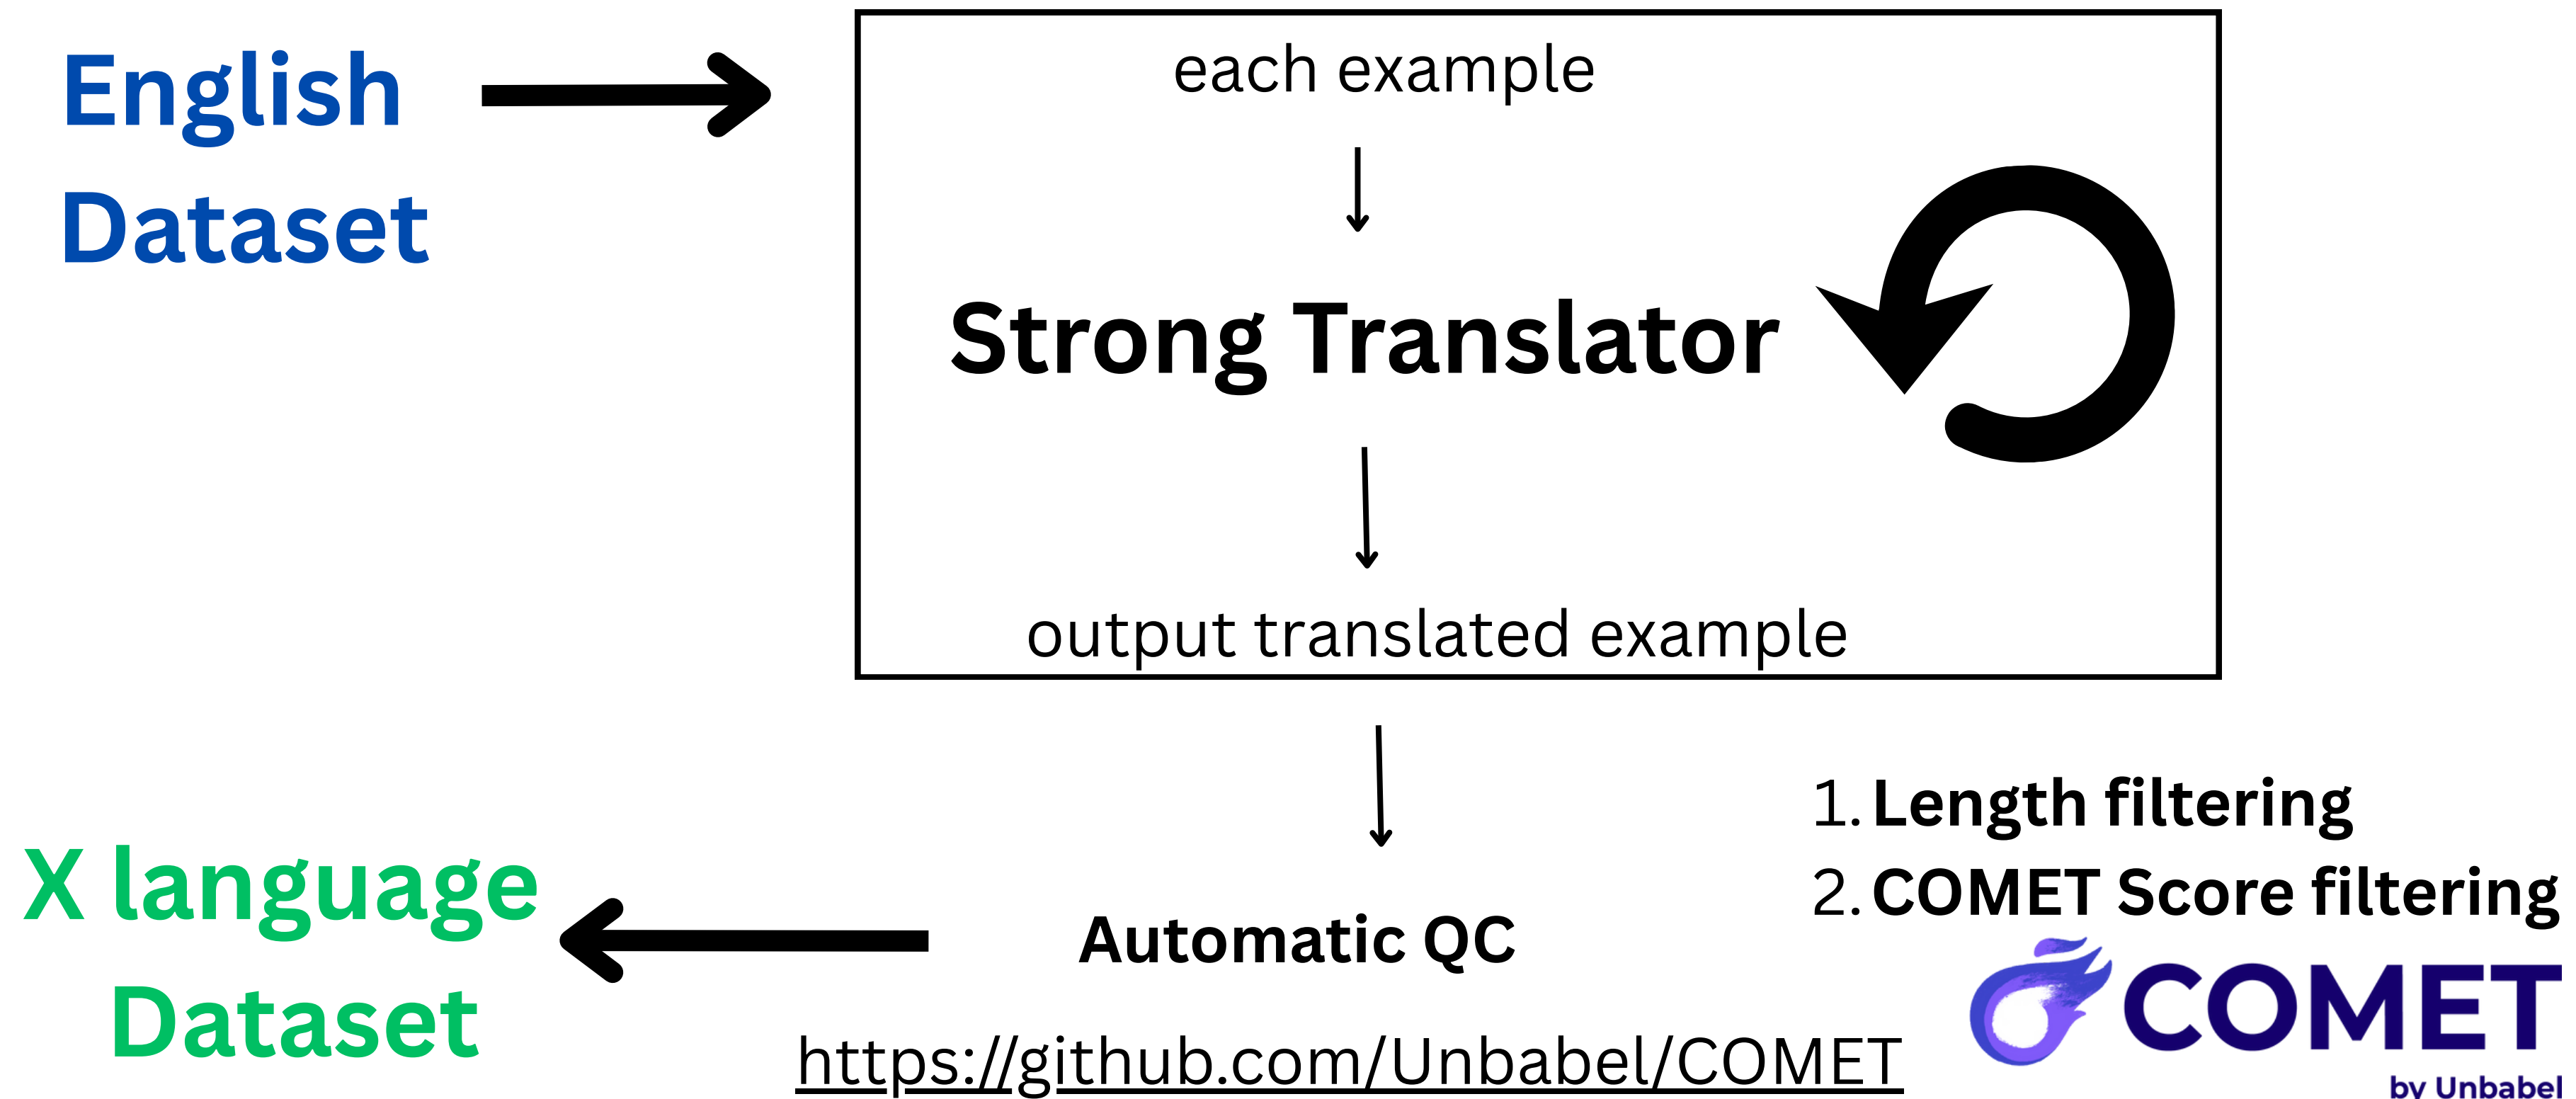 English
Dataset
each example
Strong Translator
output translated example
1. Length filtering
2. COMET Score filtering
X language
Dataset
Automatic QC
COMET
by Unbabel
https://github.com/Unbabel/COMET